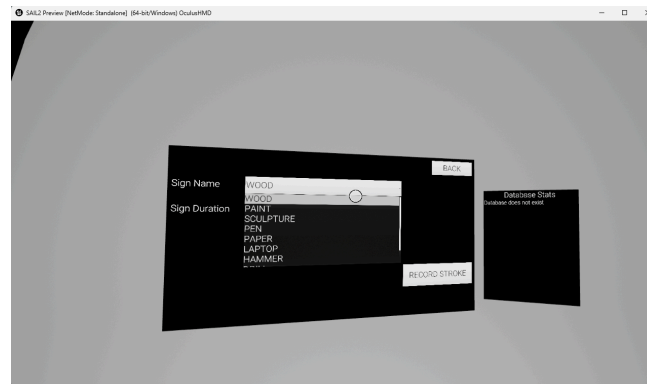 SAIL2 Preview [NetMode: Standalone] (64-bit/Windows) OculusHMD
BACK
Sign Name
WOOD
WOOD
Sign Duration
PAINT
SCULPTURE
PEN
PAPER
LAPTOP
HAMMER
RECORD STROKE
Database Stats
Database does not exist